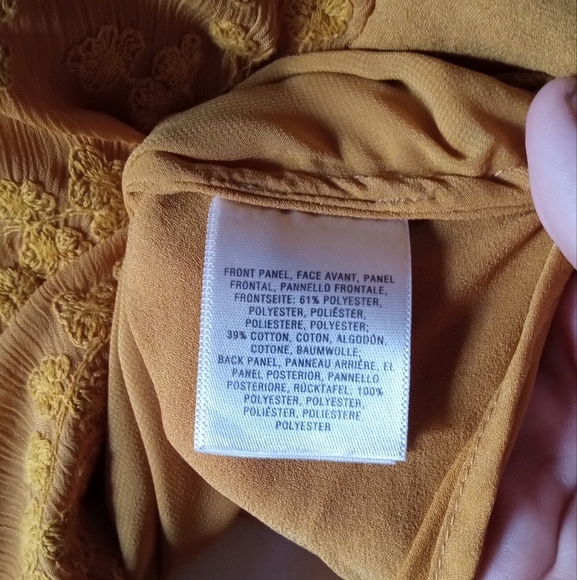 FRONT PANEL, FACE AVANT, PANEL
FRONTAL, PANNELLO FRONTALE,
FRONTSEITE: 61% POLYESTER,
POLYESTER, POLIÉSTER,
POLIESTERE, POLYESTER;
39% COTTON, COTON, ALGODÓN,
COTONE, BAUMWOLLE;
BACK PANEL, PANNEAU ARRIÈRE, EL
PANEL POSTERIOR, PANNELLO
POSTERIORE, RÜCKTAFEL: 100%
POLYESTER, POLYESTER,
POLIÉSTER, POLIESTERE,
POLYESTER